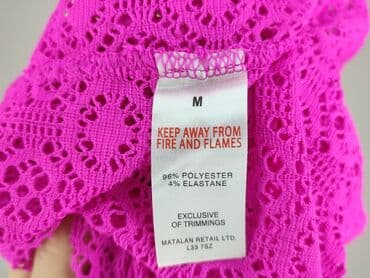 M
KEEP AWAY FROM
FIRE AND FLAMES
96% POLYESTER
4% ELASTANE
EXCLUSIVE
OF TRIMMINGS
MATALAN RETAIL LTD.
L33 7SZ